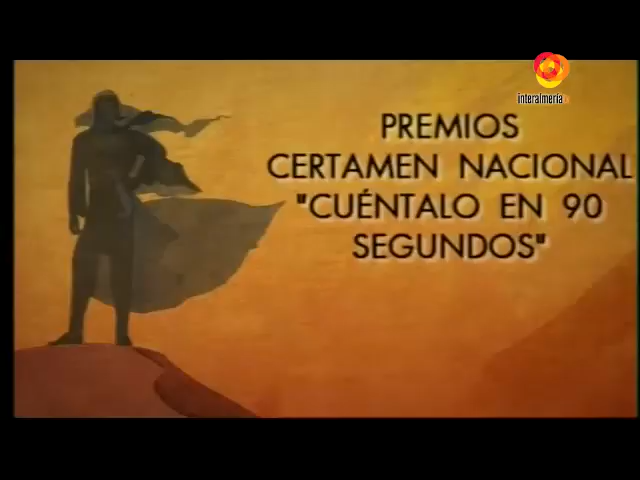 interalmeria
PREMIOS
CERTAMEN NACIONAL
"CUÉNTALO EN 90
SEGUNDOS"